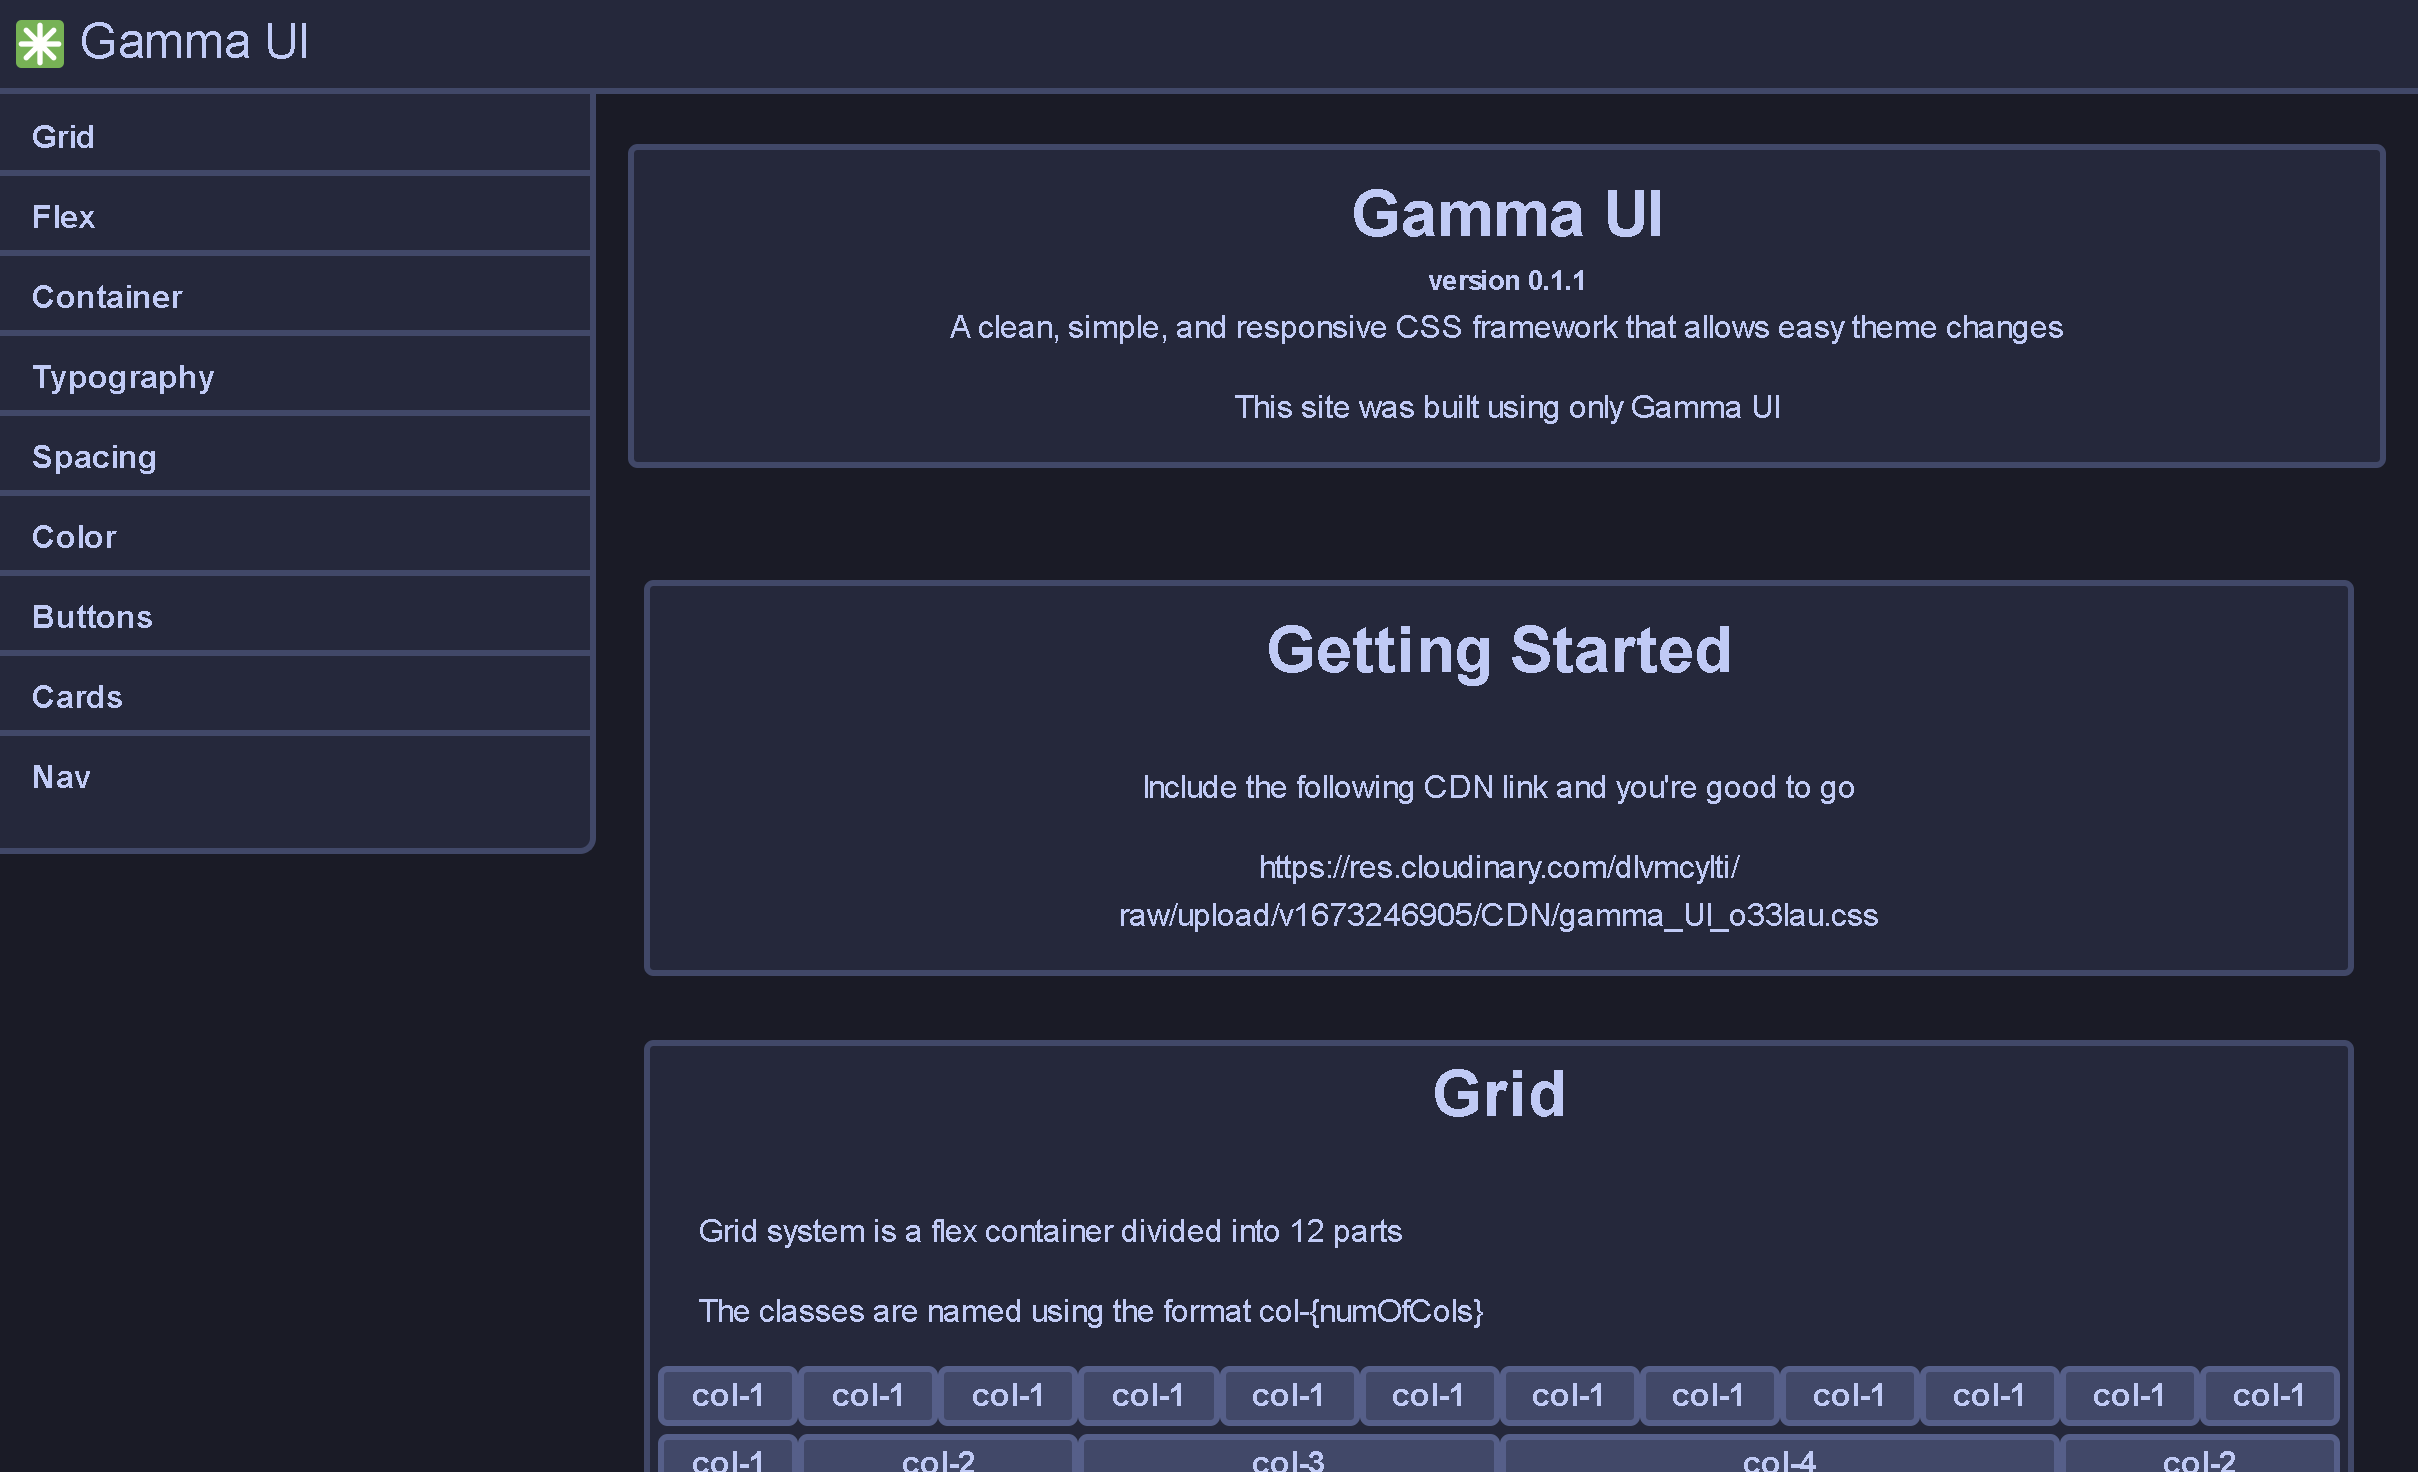 Gamma UI
Grid
Flex
Container
Typography
Spacing
Color
Buttons
Cards
Nav
Gamma UI
version 0.1.1
A clean, simple, and responsive CSS framework that allows easy theme changes
This site was built using only Gamma UI
Getting Started
Include the following CDN link and you're good to go
https://res.cloudinary.com/dlvmcylti/
raw/upload/v1673246905/CDN/gamma_UI_o33lau.css
Grid
Grid system is a flex container divided into 12 parts
The classes are named using the format col-{numOfCols}
col-1 col-1 col-1 col-1 col-1 col-1 col-1 col-1 col-1 col-1 col-1 col-1
col-1 col-2 col-3 col-4 col-2